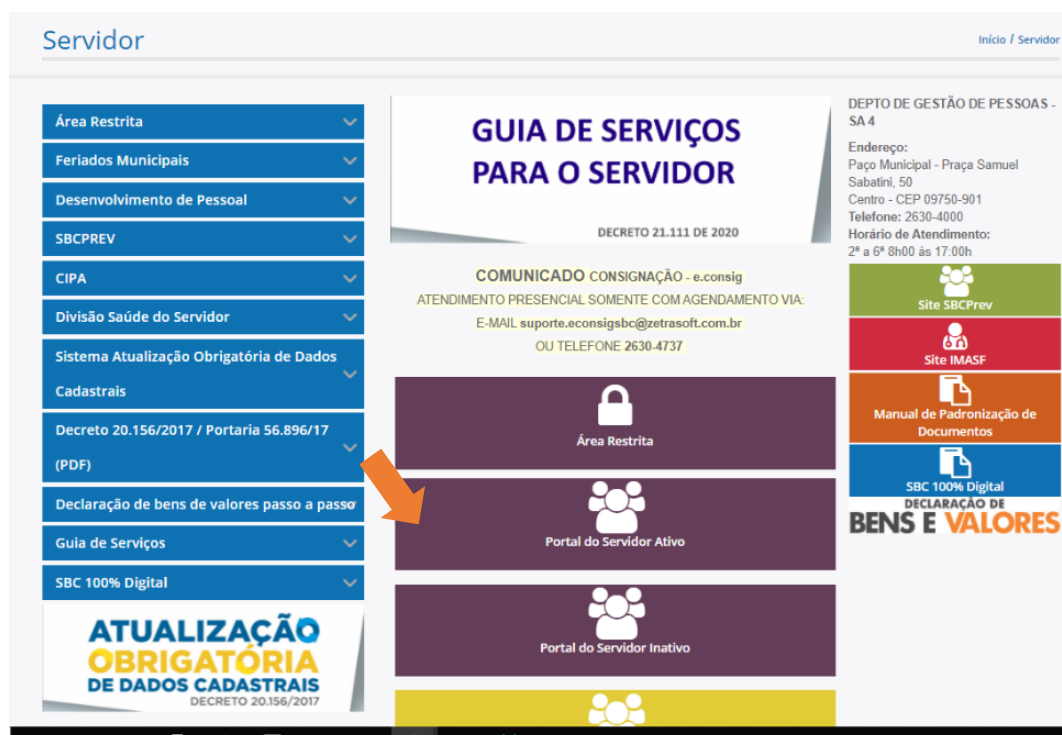 Servidor
Início / Servidor
Área Restrita
Feriados Municipais
Desenvolvimento de Pessoal
SBCPREV
CIPA
Divisão Saúde do Servidor
Sistema Atualização Obrigatória de Dados
Cadastrais
Decreto 20.156/2017 / Portaria 56.896/17
(PDF)
Declaração de bens de valores passo a passo
Guia de Serviços
SBC 100% Digital
ATUALIZAÇÃO
OBRIGATÓRIA
DE DADOS CADASTRAIS
DECRETO 20.156/2017
GUIA DE SERVIÇOS
PARA O SERVIDOR
DECRETO 21.111 DE 2020
COMUNICADO CONSIGNAÇÃO - e.consig
ATENDIMENTO PRESENCIAL SOMENTE COM AGENDAMENTO VIA:
E-MAIL suporte.econsigsbc@zetrasoft.com.br
OU TELEFONE 2630-4737
Área Restrita
Portal do Servidor Ativo
Portal do Servidor Inativo
DEPTO DE GESTÃO DE PESSOAS -
SA 4
Endereço:
Paço Municipal - Praça Samuel
Sabatini, 50
Centro - CEP 09750-901
Telefone: 2630-4000
Horário de Atendimento:
2ª a 6ª 8h00 às 17:00h
Site SBCPrev
Site IMASF
Manual de Padronização de
Documentos
SBC 100% Digital
DECLARAÇÃO DE
BENS E VALORES